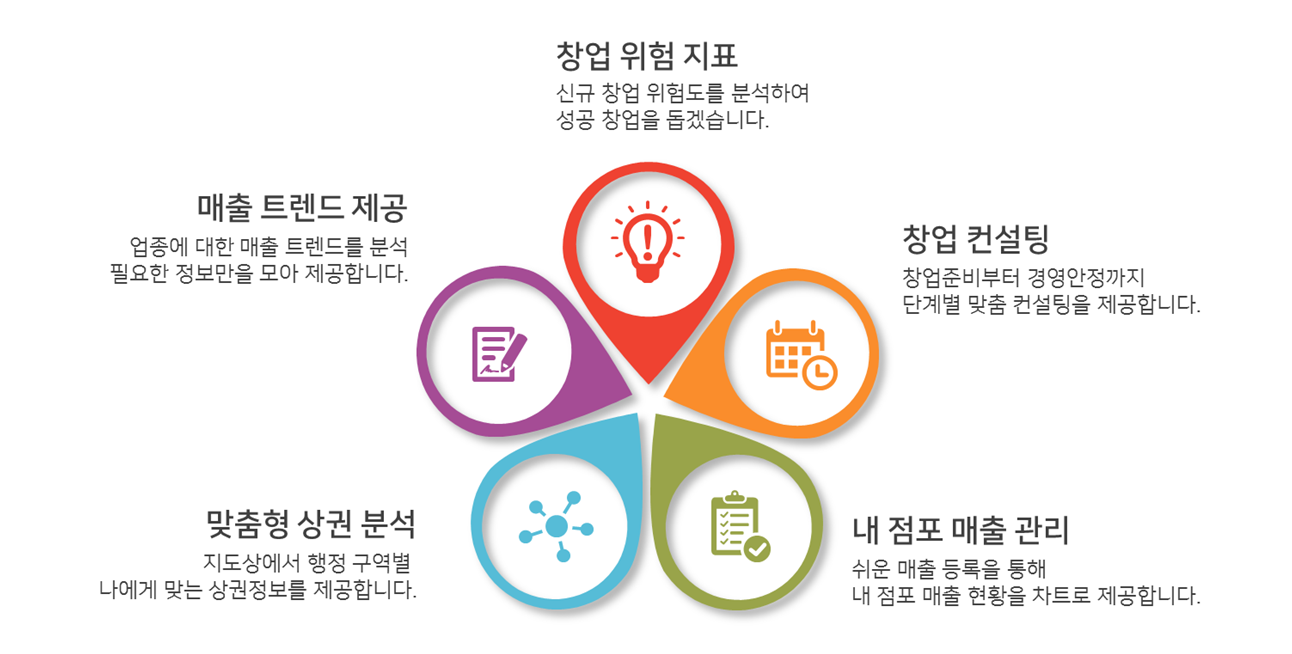 창업 위험 지표
신규 창업 위험도를 분석하여
성공 창업을 돕겠습니다.
매출 트렌드 제공
업종에 대한 매출 트렌드를 분석
필요한 정보만을 모아 제공합니다.
창업 컨설팅
창업준비부터 경영안정까지
단계별 맞춤 컨설팅을 제공합니다.
맞춤형 상권 분석
지도상에서 행정 구역별
나에게 맞는 상권정보를 제공합니다.
내 점포 매출 관리
쉬운 매출 등록을 통해
내 점포 매출 현황을 차트로 제공합니다.